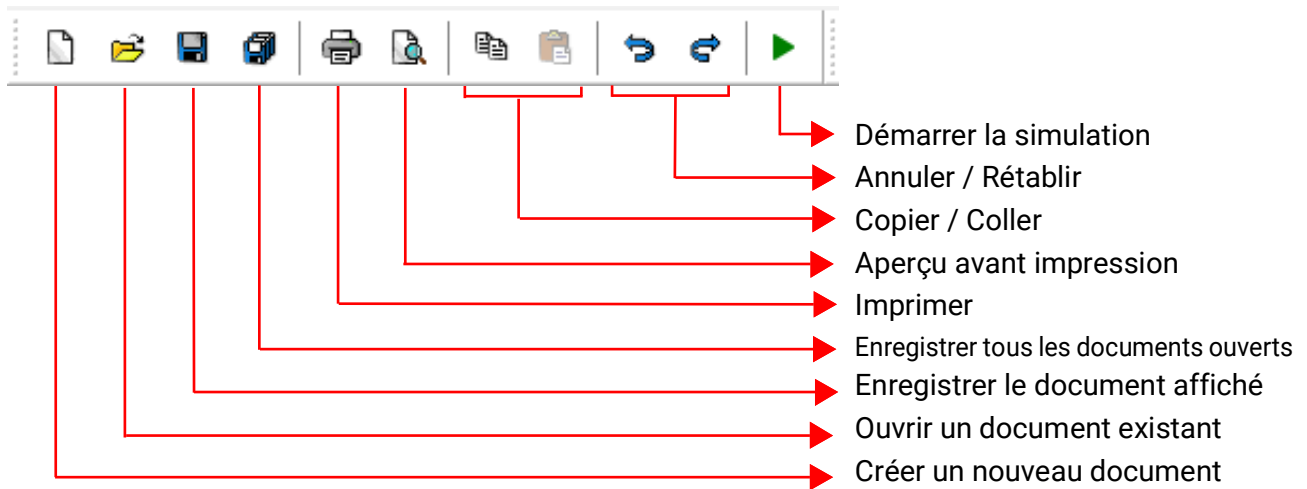 Démarrer la simulation
Annuler / Rétablir
Copier / Coller
Aperçu avant impression
Imprimer
Enregistrer tous les documents ouverts
Enregistrer le document affiché
Ouvrir un document existant
Créer un nouveau document